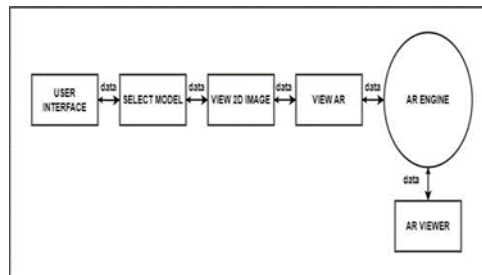 USER
INTERFACE
data
SELECT MODEL
data
VIEW 2D IMAGE
data
VIEW AR
data
AR ENGINE
data
AR VIEWER